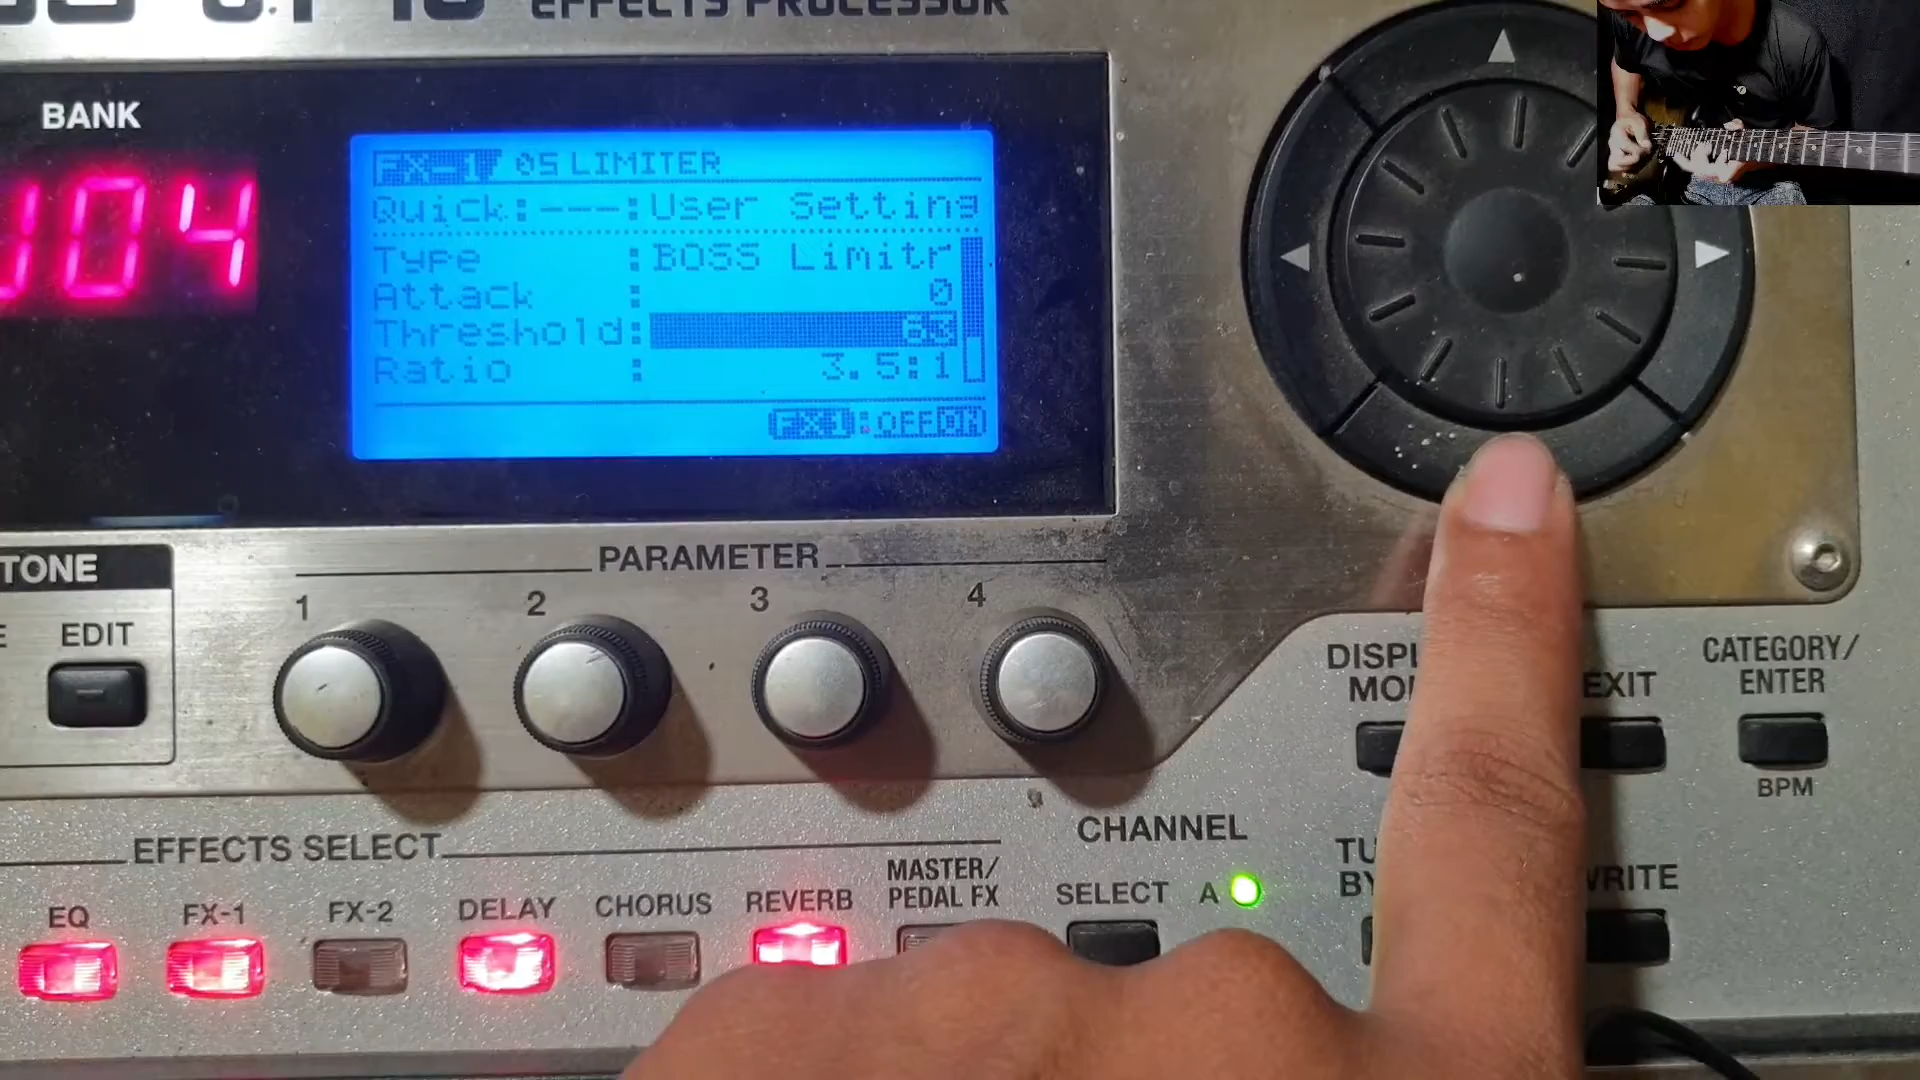 EFFECTS PROCESSOR
BANK
04
FX-1 05 LIMITER
Quick:---:User Setting
Type :BOSS Limitr
Attack : 0
Threshold: 63
Ratio : 3.5:1
FX1:OFF ON
PARAMETER
1 2 3 4
TONE
EDIT
EXIT
CATEGORY/
ENTER
BPM
EFFECTS SELECT
EQ FX-1 FX-2 DELAY CHORUS REVERB
MASTER/
PEDAL FX
CHANNEL
SELECT A